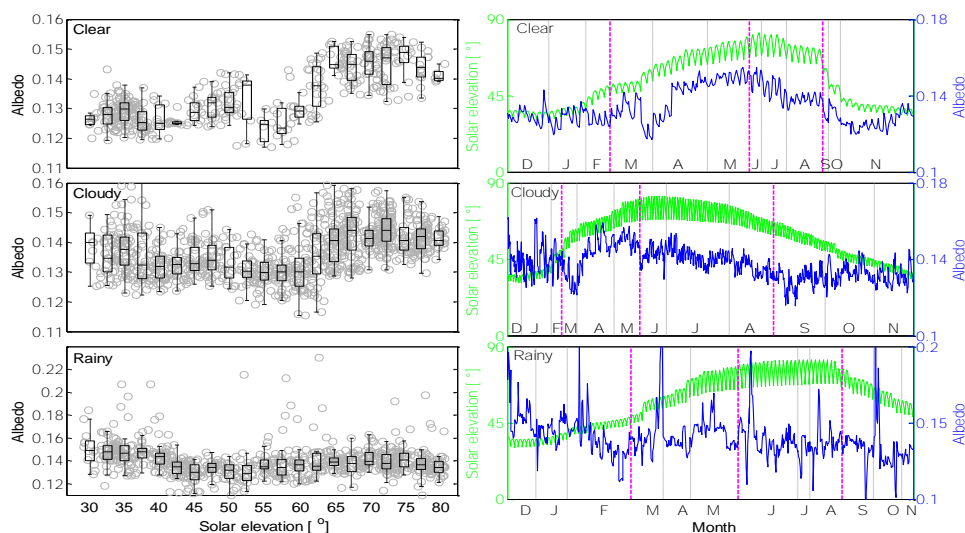 Clear
0.15
0.14
0.13
0.12
0.11
Albedo
Cloudy
0.16
0.15
0.14
0.13
0.12
0.11
Albedo
Rainy
0.22
0.2
0.18
0.16
0.14
0.12
Albedo
30 35 40 45 50 55 60 65 70 75 80
Solar elevation [ °]
Clear
90
45
0
Solar elevation [ °]
0.18
0.14
0.1
Albedo
D J F M A M J J A S O N
Cloudy
90
45
0
Solar elevation [ °]
0.18
0.14
0.1
Albedo
D J F M A M J J A S O N
Rainy
90
45
0
Solar elevation [ °]
0.2
0.15
0.1
Albedo
D J F M A M J J A S O N
Month